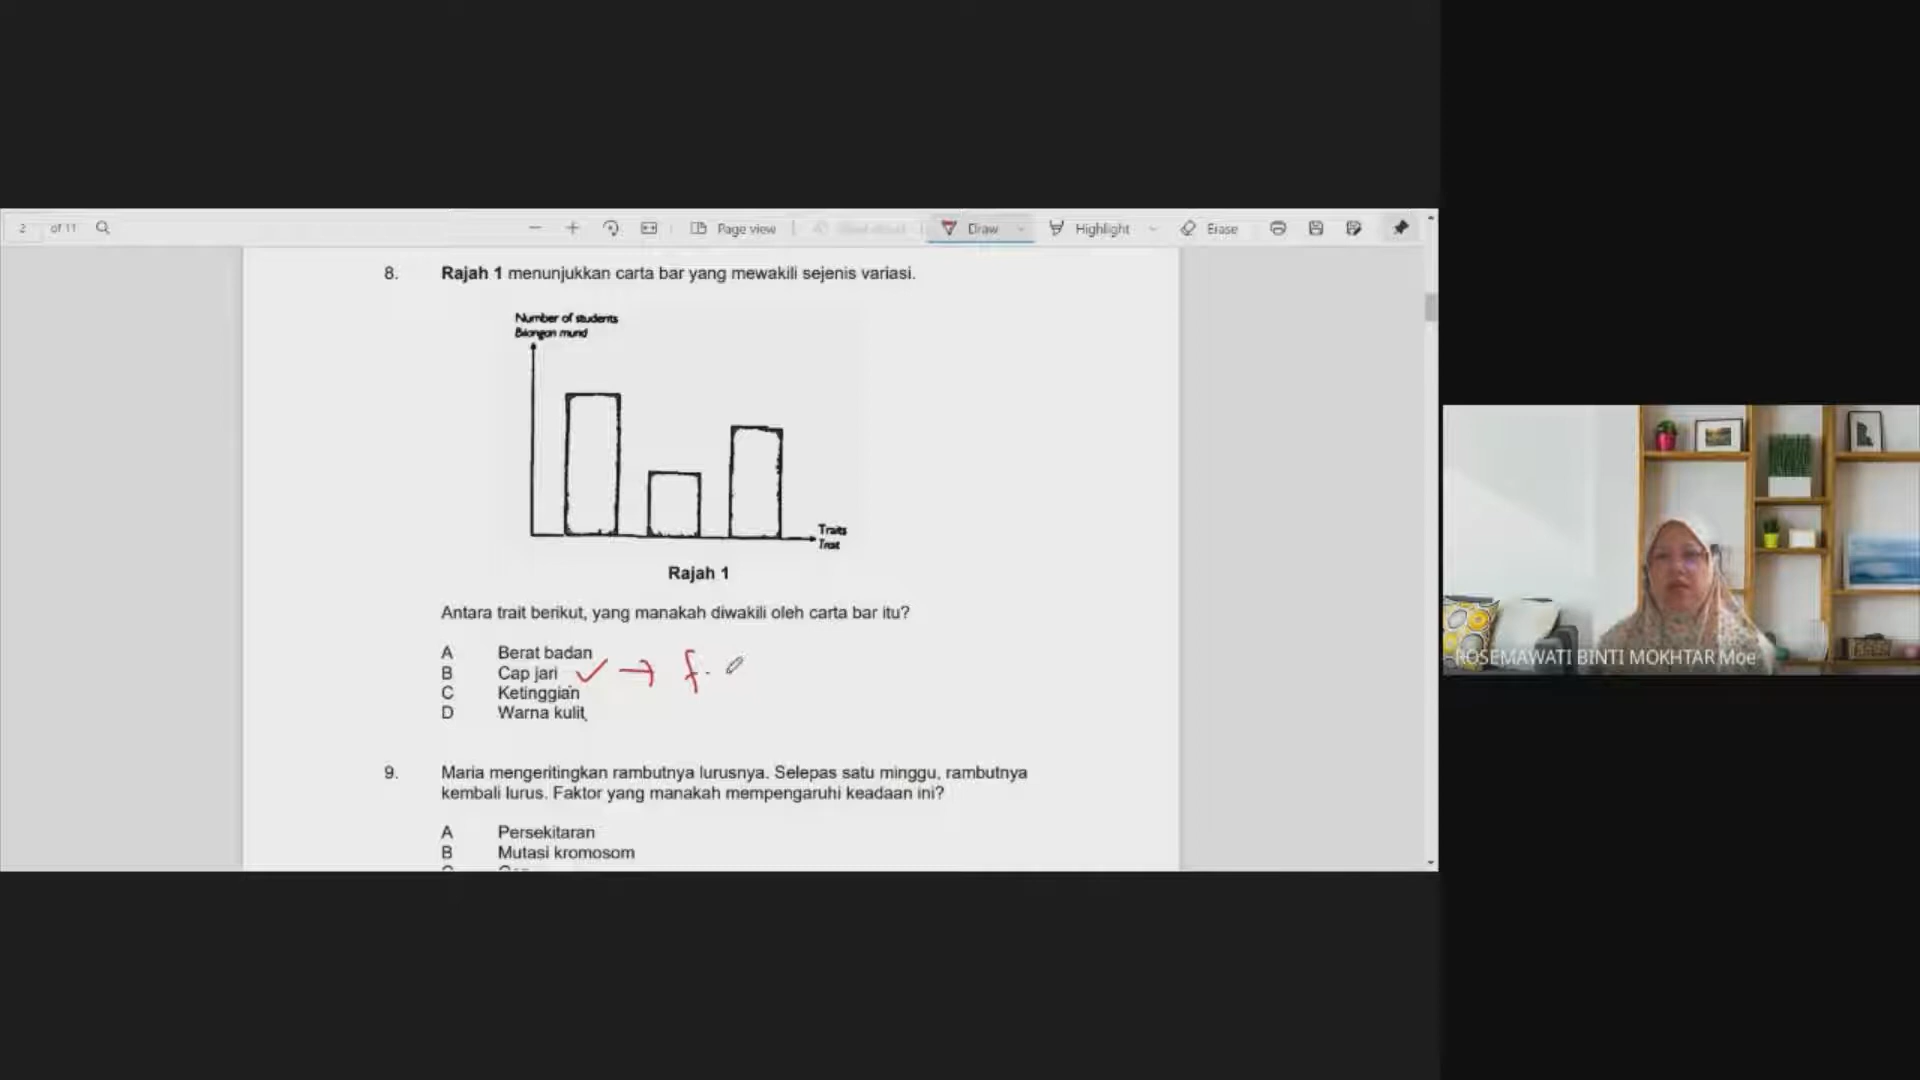 2 of 11
Page view
Draw
Highlight
Erase
8. Rajah 1 menunjukkan carta bar yang mewakili sejenis variasi.
Number of students
Bilangan murid
Traits
Trait
Rajah 1
Antara trait berikut, yang manakah diwakili oleh carta bar itu?
A Berat badan
B Cap jari → f.
C Ketinggian
D Warna kulit
9. Maria mengeritingkan rambutnya lurusnya. Selepas satu minggu, rambutnya
kembali lurus. Faktor yang manakah mempengaruhi keadaan ini?
A Persekitaran
B Mutasi kromosom
ROSEMAWATI BINTI MOKHTAR Moe